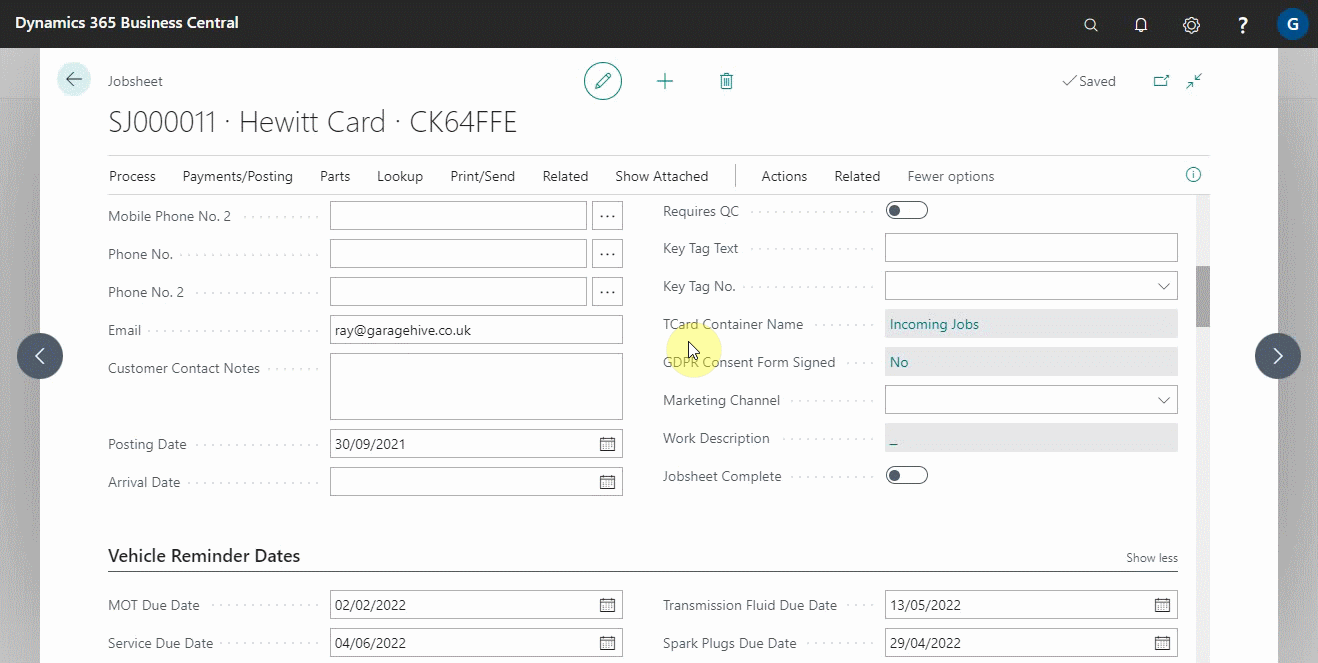 Dynamics 365 Business Central
?
G
Jobsheet
Saved
SJ000011 · Hewitt Card · CK64FFE
Process Payments/Posting Parts Lookup Print/Send Related Show Attached Actions Related Fewer options
Mobile Phone No. 2
Phone No.
Phone No. 2
Email ray@garagehive.co.uk
Customer Contact Notes
Posting Date 30/09/2021
Arrival Date
Requires QC
Key Tag Text
Key Tag No.
TCard Container Name Incoming Jobs
GDPR Consent Form Signed No
Marketing Channel
Work Description _
Jobsheet Complete
Vehicle Reminder Dates Show less
MOT Due Date 02/02/2022
Service Due Date 04/06/2022
Transmission Fluid Due Date 13/05/2022
Spark Plugs Due Date 29/04/2022